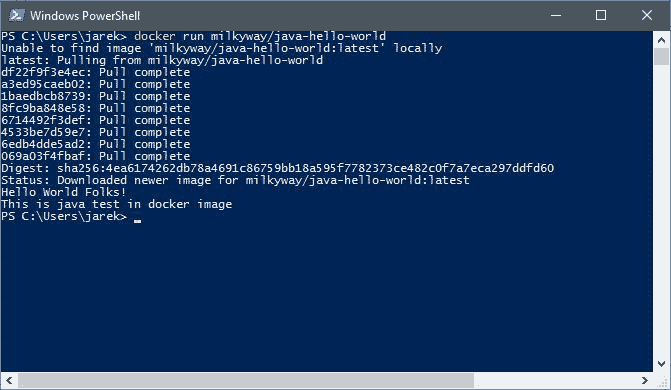 Windows PowerShell
PS C:\Users\jarek> docker run milkyway/java-hello-world
Unable to find image 'milkyway/java-hello-world:latest' locally
latest: Pulling from milkyway/java-hello-world
df22f9f3e4ec: Pull complete
a3ed95caeb02: Pull complete
1baedbcb8739: Pull complete
8fc9ba848e58: Pull complete
6714492f3def: Pull complete
4533be7d59e7: Pull complete
6edb4dde5ad2: Pull complete
069a03f4fbaf: Pull complete
Digest: sha256:4ea6174262db78a4691c86759bb18a595f7782373ce482c0f7a7eca297ddfd60
Status: Downloaded newer image for milkyway/java-hello-world:latest
Hello World Folks!
This is java test in docker image
PS C:\Users\jarek>